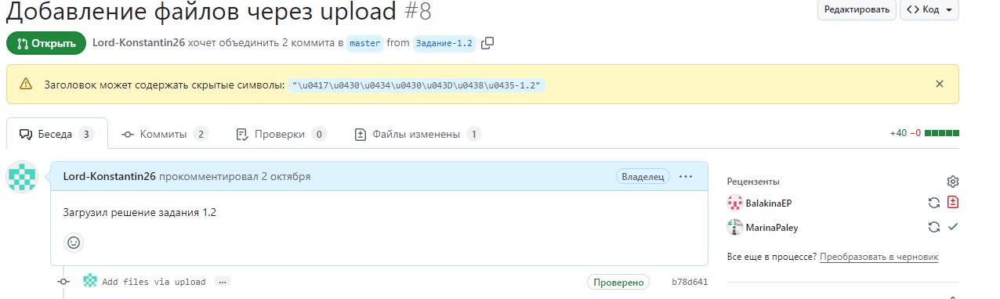 Добавление файлов через upload #8
Редактировать
Код
Открыть
Lord-Konstantin26 хочет объединить 2 коммита в master from Задание-1.2
Заголовок может содержать скрытые символы: "\u0417\u0430\u0434\u0430\u043D\u0438\u0435-1.2"
Беседа 3
Коммиты 2
Проверки 0
Файлы изменены 1
+40 −0
Lord-Konstantin26 прокомментировал 2 октября
Владелец
Загрузил решение задания 1.2
Рецензенты
BalakinaEP
MarinaPaley
Все еще в процессе? Преобразовать в черновик
Add files via upload ...
Проверено
b78d641